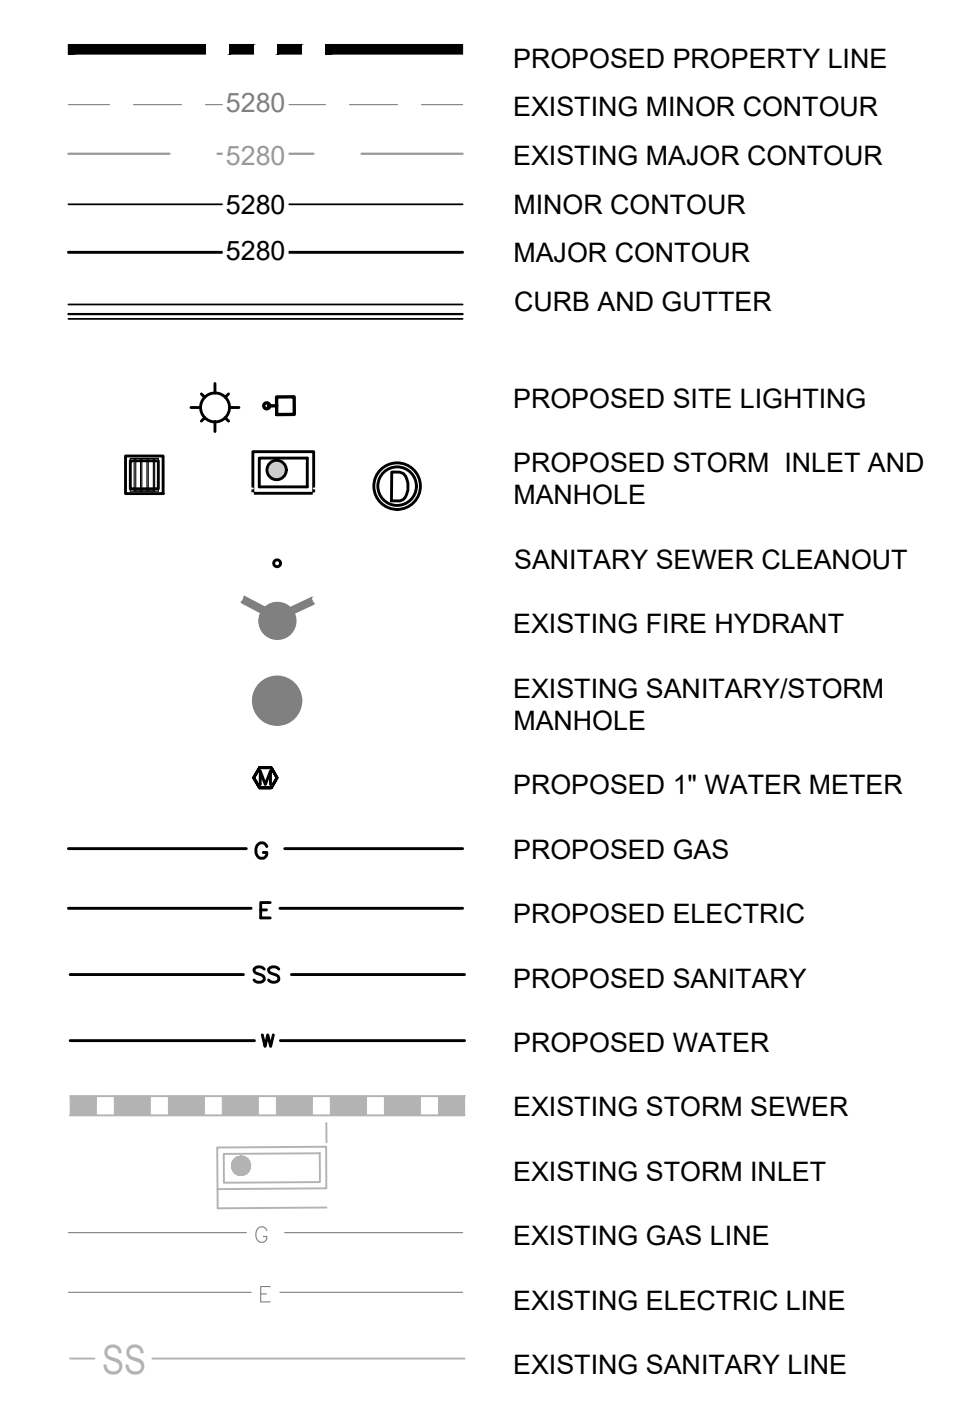 PROPOSED PROPERTY LINE
5280 EXISTING MINOR CONTOUR
5280 EXISTING MAJOR CONTOUR
5280 MINOR CONTOUR
5280 MAJOR CONTOUR
CURB AND GUTTER
PROPOSED SITE LIGHTING
PROPOSED STORM INLET AND
MANHOLE
D
SANITARY SEWER CLEANOUT
EXISTING FIRE HYDRANT
EXISTING SANITARY/STORM
MANHOLE
M PROPOSED 1" WATER METER
G PROPOSED GAS
E PROPOSED ELECTRIC
SS PROPOSED SANITARY
W PROPOSED WATER
EXISTING STORM SEWER
EXISTING STORM INLET
G EXISTING GAS LINE
E EXISTING ELECTRIC LINE
SS EXISTING SANITARY LINE